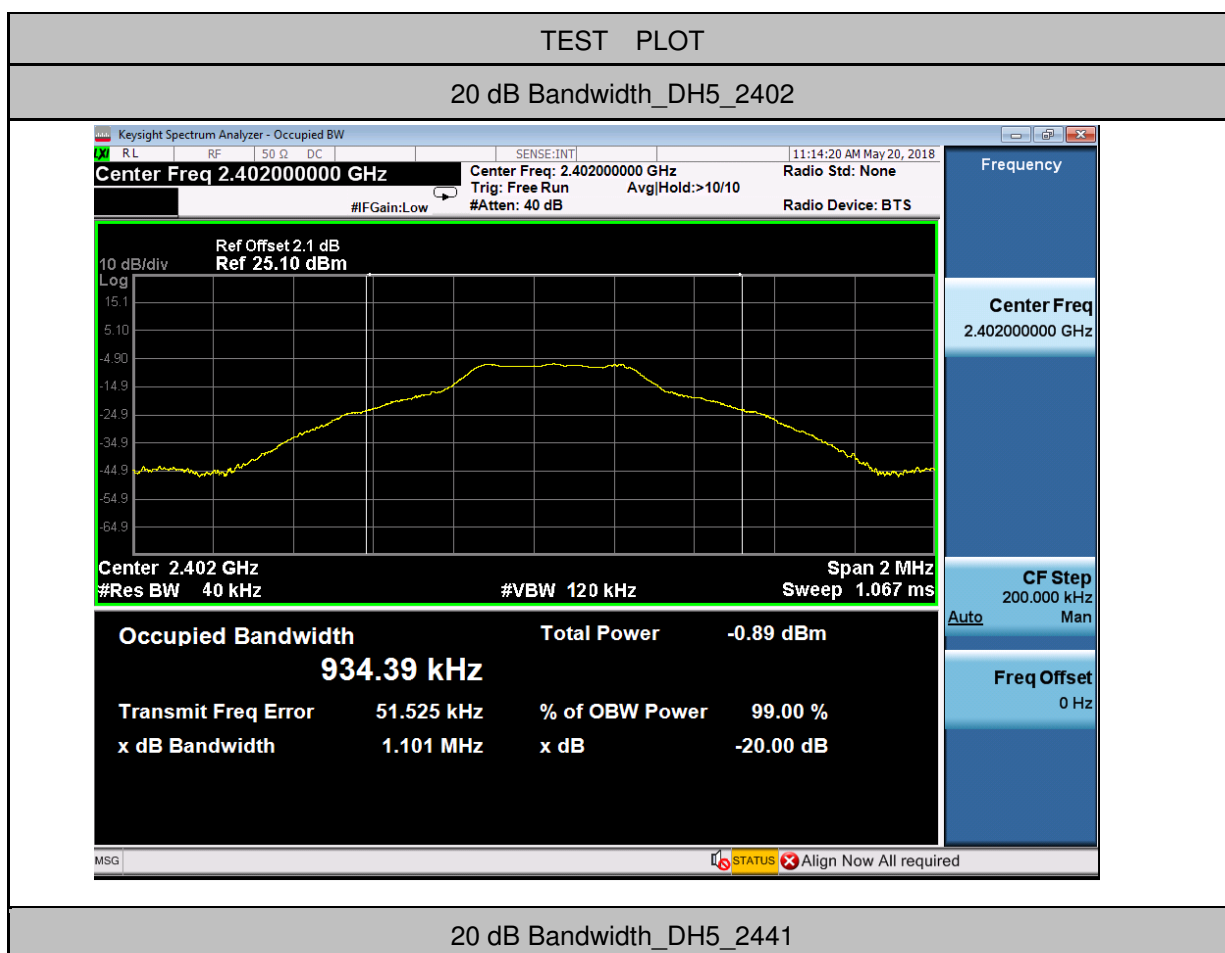 TEST PLOT
20 dB Bandwidth_DH5_2402
Keysight Spectrum Analyzer - Occupied BW
LXI RL RF 50 Ω DC SENSE:INT 11:14:20 AM May 20, 2018
Center Freq 2.402000000 GHz Center Freq: 2.402000000 GHz Radio Std: None
Trig: Free Run Avg|Hold:>10/10
#IFGain:Low #Atten: 40 dB Radio Device: BTS
Frequency
Ref Offset 2.1 dB
10 dB/div Ref 25.10 dBm
Log
15.1
5.10
-4.90
-14.9
-24.9
-34.9
-44.9
-54.9
-64.9
Center 2.402 GHz Span 2 MHz
#Res BW 40 kHz #VBW 120 kHz Sweep 1.067 ms
Center Freq
2.402000000 GHz
CF Step
200.000 kHz
Auto Man
Freq Offset
0 Hz
Occupied Bandwidth Total Power -0.89 dBm
934.39 kHz
Transmit Freq Error 51.525 kHz % of OBW Power 99.00 %
x dB Bandwidth 1.101 MHz x dB -20.00 dB
MSG STATUS Align Now All required
20 dB Bandwidth_DH5_2441